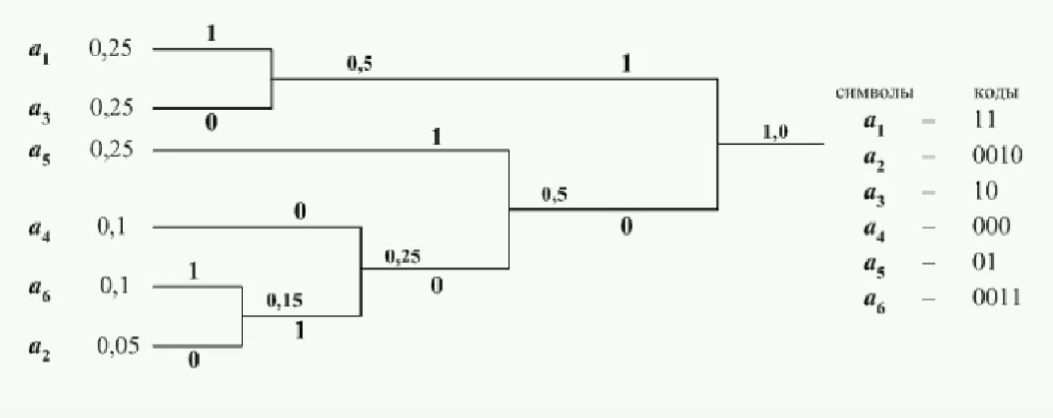 1
a1 0,25
0,5 1
a3 0,25
0
символы коды
a1 – 11
a2 – 0010
a3 – 10
a4 – 000
a5 – 01
a6 – 0011
1,0
1
a5 0,25
0,5
0
0
a4 0,1
0,25
0
1
a6 0,1
0,15
1
a2 0,05
0